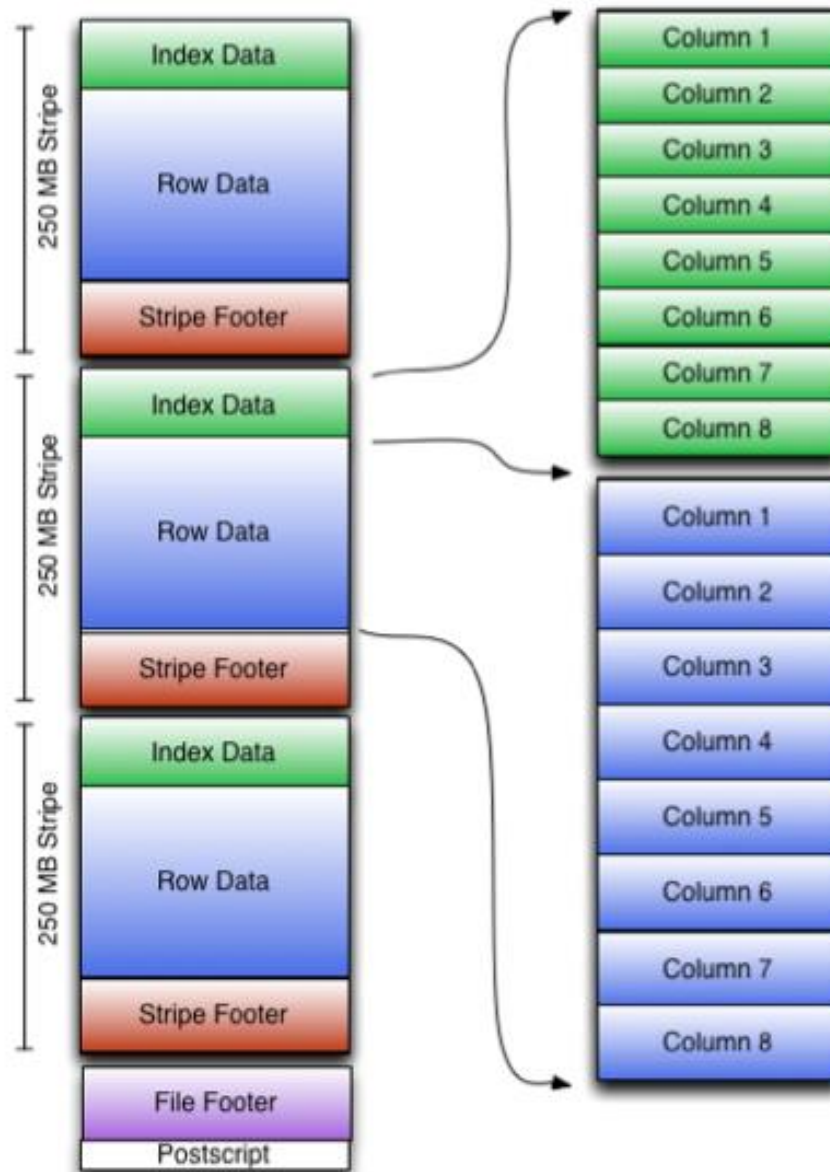 250 MB Stripe
Index Data
Row Data
Stripe Footer
250 MB Stripe
Index Data
Row Data
Stripe Footer
250 MB Stripe
Index Data
Row Data
Stripe Footer
File Footer
Postscript
Column 1
Column 2
Column 3
Column 4
Column 5
Column 6
Column 7
Column 8
Column 1
Column 2
Column 3
Column 4
Column 5
Column 6
Column 7
Column 8